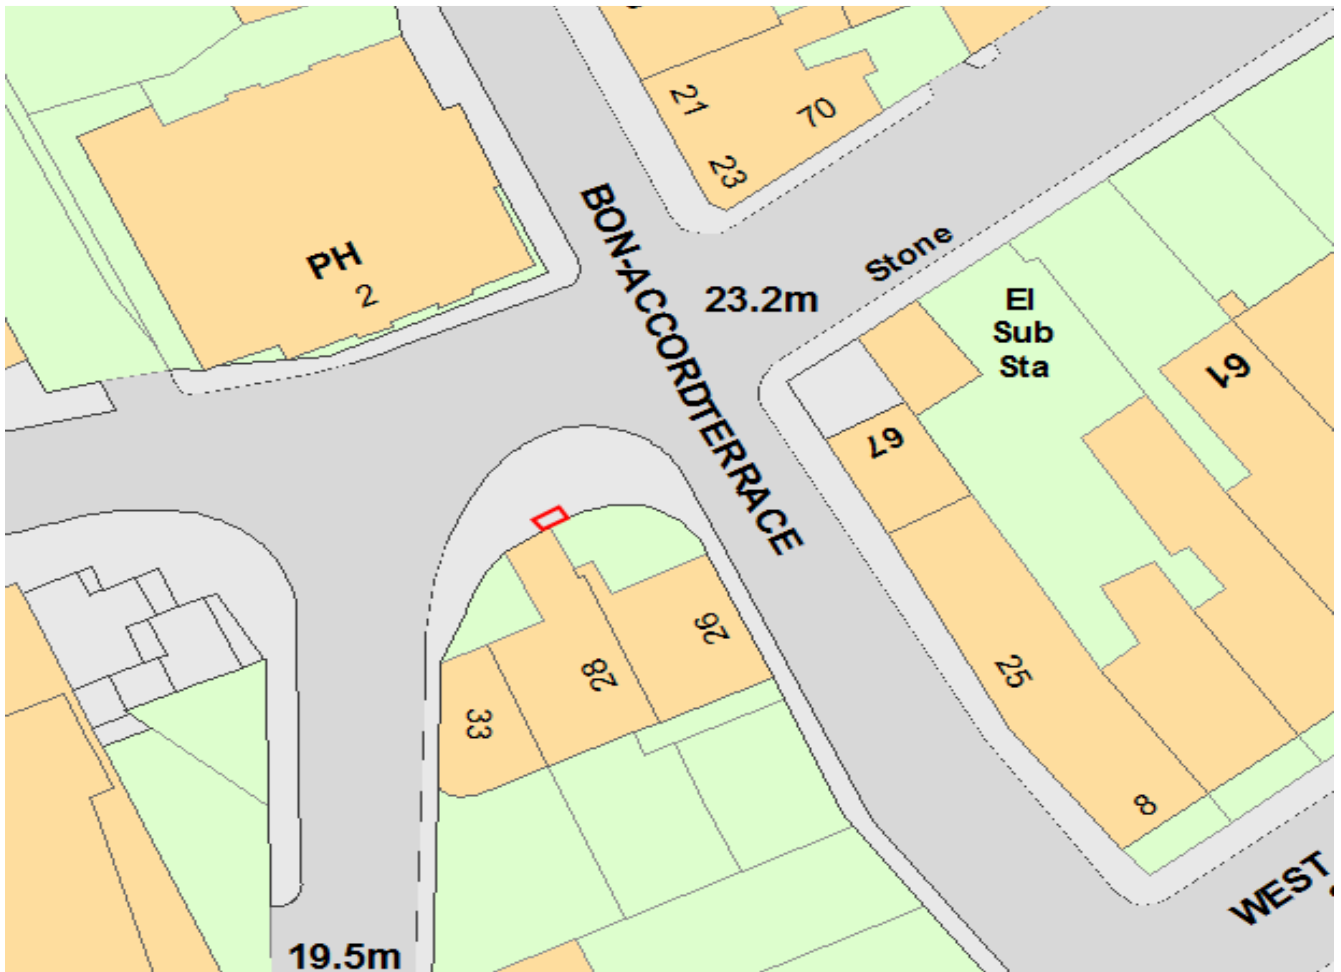 21
70
23
PH
2
BON-ACCORDTERRACE
23.2m
Stone
El
Sub
Sta
61
67
26
28
25
33
8
WEST
19.5m